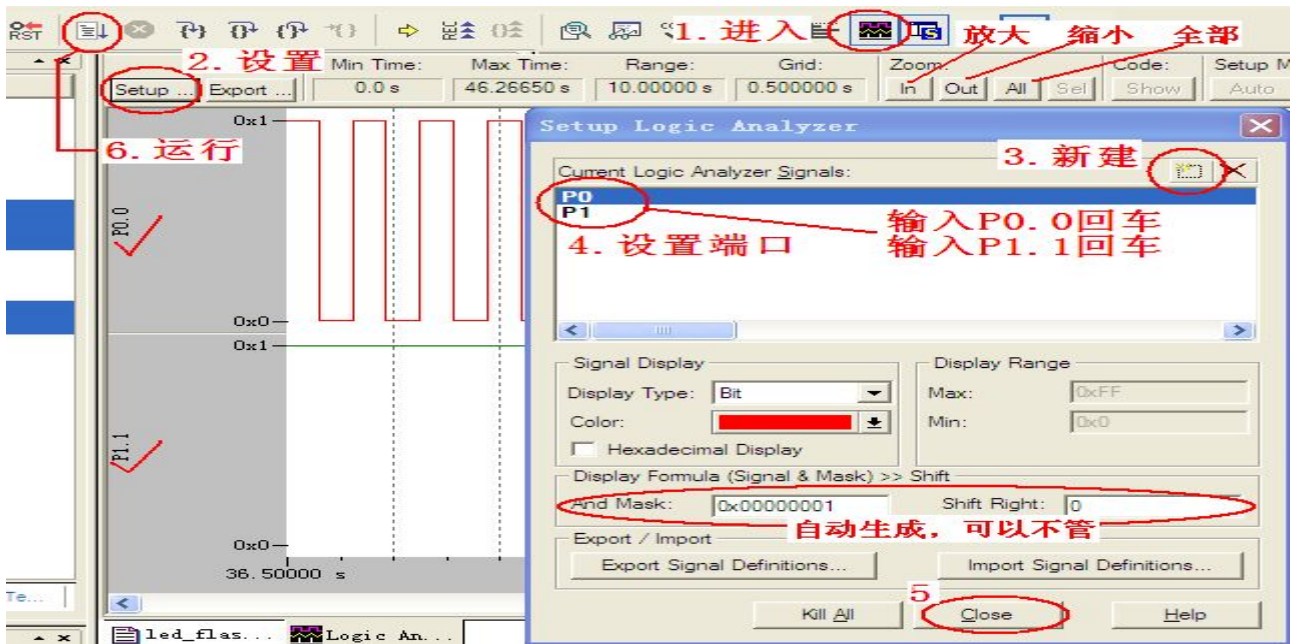 RST
1. 进入
放大 缩小 全部
2. 设置
Min Time: Max Time: Range: Grid: Zoom: Code: Setup M
Setup ... Export ... 0.0 s 46.26650 s 10.00000 s 0.500000 s In Out All Sel Show Auto
6. 运行
0x1
P0.0
0x0
0x1
P1.1
0x0
36.50000 s
Te...
led_flas... Logic An...
Setup Logic Analyzer
3. 新建
Current Logic Analyzer Signals:
P0
P1
4. 设置端口
输入P0.0回车
输入P1.1回车
Signal Display
Display Type: Bit
Color:
Hexadecimal Display
Display Range
Max: 0xFF
Min: 0x0
Display Formula (Signal & Mask) >> Shift
And Mask: 0x00000001 Shift Right: 0
自动生成，可以不管
Export / Import
Export Signal Definitions... Import Signal Definitions...
5
Kill All Close Help